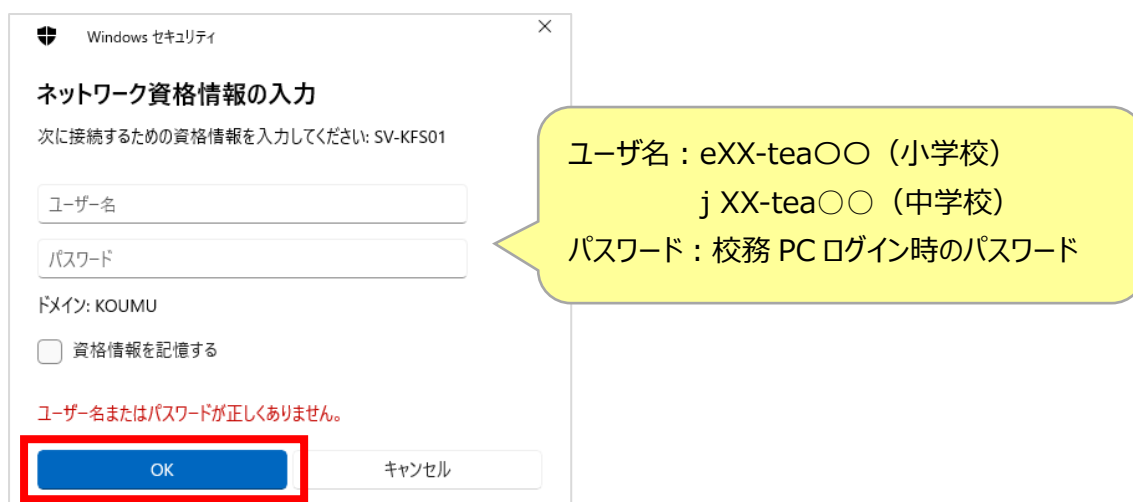 Windows セキュリティ
ネットワーク資格情報の入力
次に接続するための資格情報を入力してください: SV-KFS01
ユーザー名
パスワード
ドメイン: KOUMU
資格情報を記憶する
ユーザー名またはパスワードが正しくありません。
OK
キャンセル
ユーザ名：eXX-tea〇〇（小学校）
j XX-tea○○（中学校）
パスワード：校務 PC ログイン時のパスワード